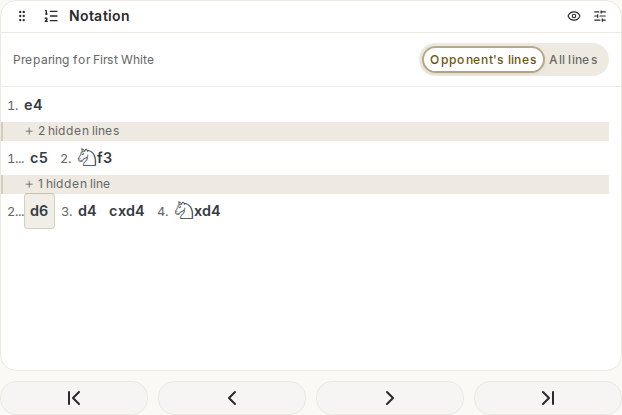 Notation
Preparing for First White
Opponent's lines All lines
1. e4
+ 2 hidden lines
1... c5 2. ♘f3
+ 1 hidden line
2... d6 3. d4 cxd4 4. ♘xd4